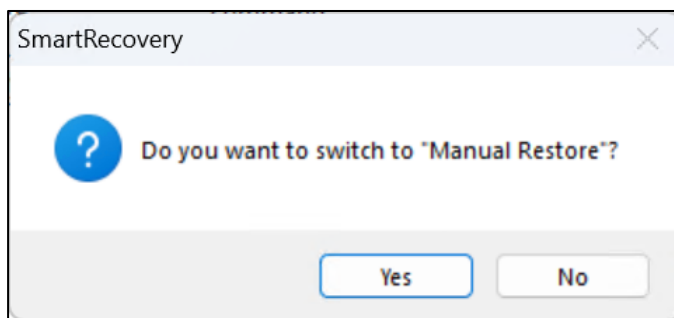 SmartRecovery
Do you want to switch to "Manual Restore"?
Yes
No